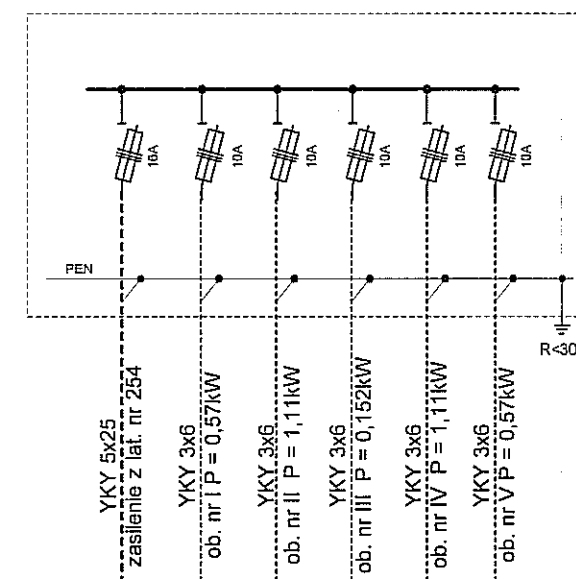 16A
10A
10A
10A
10A
10A
PEN
R<30
YKY 5x25
zasilenie z lat. nr 254
YKY 3x6
ob. nr I P = 0,57kW
YKY 3x6
ob. nr II P = 1,11kW
YKY 3x6
ob. nr III P = 0,152kW
YKY 3x6
ob. nr IV P = 1,11kW
YKY 3x6
ob. nr V P = 0,57kW